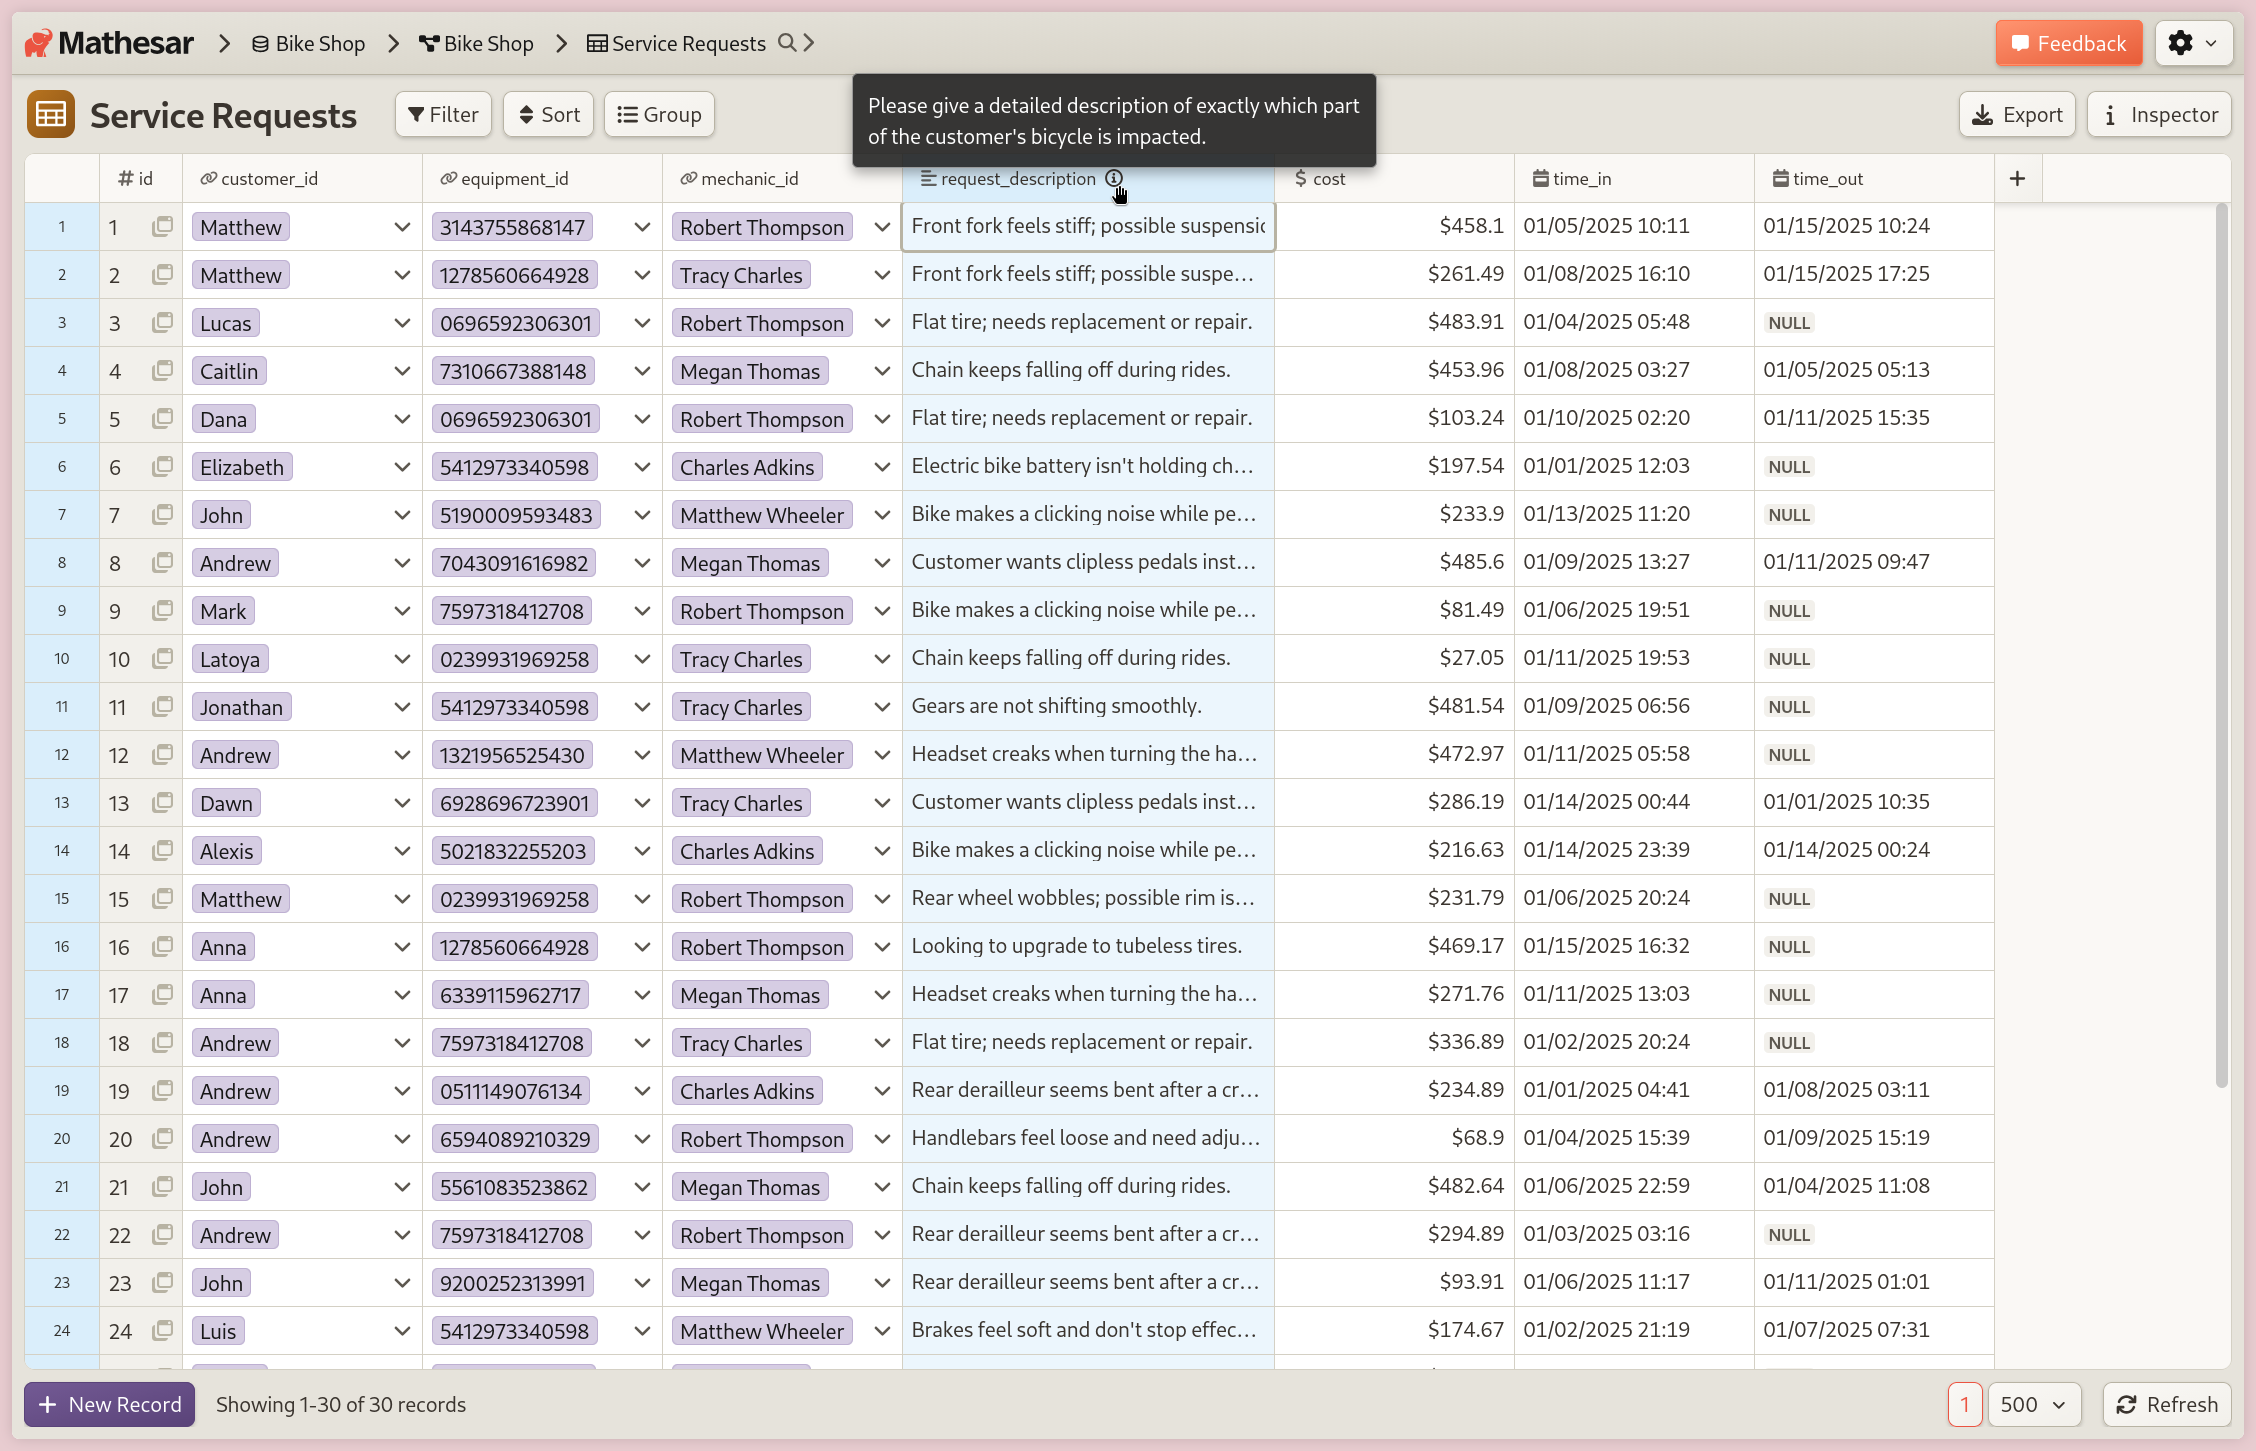 Mathesar Bike Shop Bike Shop Service Requests Feedback
Service Requests Filter Sort Group Export Inspector
Please give a detailed description of exactly which part
of the customer's bicycle is impacted.
id customer_id equipment_id mechanic_id request_description $ cost time_in time_out +
1 1 Matthew 3143755868147 Robert Thompson Front fork feels stiff; possible suspensic $458.1 01/05/2025 10:11 01/15/2025 10:24
2 2 Matthew 1278560664928 Tracy Charles Front fork feels stiff; possible suspe... $261.49 01/08/2025 16:10 01/15/2025 17:25
3 3 Lucas 0696592306301 Robert Thompson Flat tire; needs replacement or repair. $483.91 01/04/2025 05:48 NULL
4 4 Caitlin 7310667388148 Megan Thomas Chain keeps falling off during rides. $453.96 01/08/2025 03:27 01/05/2025 05:13
5 5 Dana 0696592306301 Robert Thompson Flat tire; needs replacement or repair. $103.24 01/10/2025 02:20 01/11/2025 15:35
6 6 Elizabeth 5412973340598 Charles Adkins Electric bike battery isn't holding ch... $197.54 01/01/2025 12:03 NULL
7 7 John 5190009593483 Matthew Wheeler Bike makes a clicking noise while pe... $233.9 01/13/2025 11:20 NULL
8 8 Andrew 7043091616982 Megan Thomas Customer wants clipless pedals inst... $485.6 01/09/2025 13:27 01/11/2025 09:47
9 9 Mark 7597318412708 Robert Thompson Bike makes a clicking noise while pe... $81.49 01/06/2025 19:51 NULL
10 10 Latoya 0239931969258 Tracy Charles Chain keeps falling off during rides. $27.05 01/11/2025 19:53 NULL
11 11 Jonathan 5412973340598 Tracy Charles Gears are not shifting smoothly. $481.54 01/09/2025 06:56 NULL
12 12 Andrew 1321956525430 Matthew Wheeler Headset creaks when turning the ha... $472.97 01/11/2025 05:58 NULL
13 13 Dawn 6928696723901 Tracy Charles Customer wants clipless pedals inst... $286.19 01/14/2025 00:44 01/01/2025 10:35
14 14 Alexis 5021832255203 Charles Adkins Bike makes a clicking noise while pe... $216.63 01/14/2025 23:39 01/14/2025 00:24
15 15 Matthew 0239931969258 Robert Thompson Rear wheel wobbles; possible rim is... $231.79 01/06/2025 20:24 NULL
16 16 Anna 1278560664928 Robert Thompson Looking to upgrade to tubeless tires. $469.17 01/15/2025 16:32 NULL
17 17 Anna 6339115962717 Megan Thomas Headset creaks when turning the ha... $271.76 01/11/2025 13:03 NULL
18 18 Andrew 7597318412708 Tracy Charles Flat tire; needs replacement or repair. $336.89 01/02/2025 20:24 NULL
19 19 Andrew 0511149076134 Charles Adkins Rear derailleur seems bent after a cr... $234.89 01/01/2025 04:41 01/08/2025 03:11
20 20 Andrew 6594089210329 Robert Thompson Handlebars feel loose and need adju... $68.9 01/04/2025 15:39 01/09/2025 15:19
21 21 John 5561083523862 Megan Thomas Chain keeps falling off during rides. $482.64 01/06/2025 22:59 01/04/2025 11:08
22 22 Andrew 7597318412708 Robert Thompson Rear derailleur seems bent after a cr... $294.89 01/03/2025 03:16 NULL
23 23 John 9200252313991 Megan Thomas Rear derailleur seems bent after a cr... $93.91 01/06/2025 11:17 01/11/2025 01:01
24 24 Luis 5412973340598 Matthew Wheeler Brakes feel soft and don't stop effec... $174.67 01/02/2025 21:19 01/07/2025 07:31
+ New Record Showing 1-30 of 30 records 1 500 Refresh